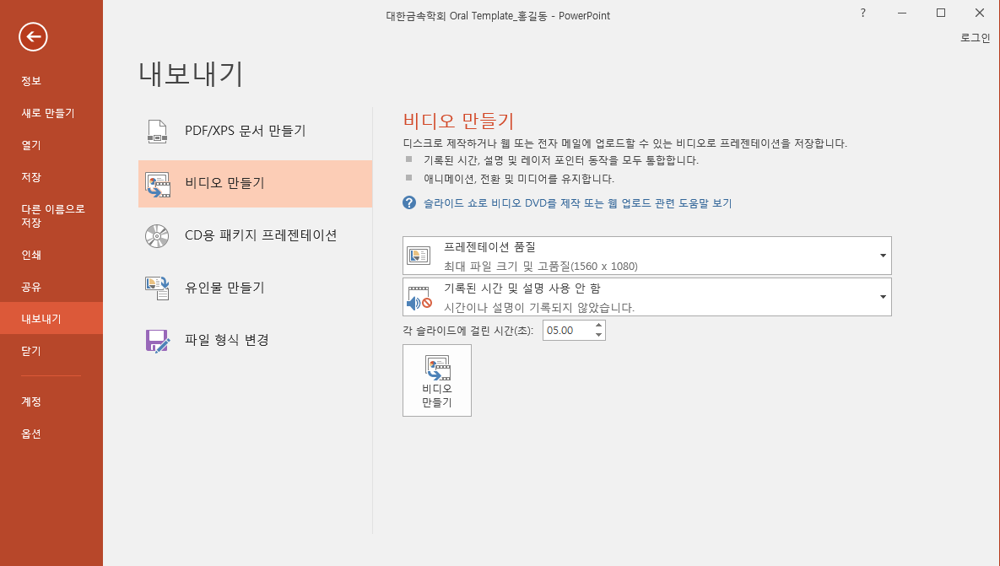 대한금속학회 Oral Template_홍길동 - PowerPoint
?
로그인
정보
새로 만들기
열기
저장
다른 이름으로
저장
인쇄
공유
내보내기
닫기
계정
옵션
내보내기
PDF/XPS 문서 만들기
비디오 만들기
CD용 패키지 프레젠테이션
유인물 만들기
파일 형식 변경
비디오 만들기
디스크로 제작하거나 웹 또는 전자 메일에 업로드할 수 있는 비디오로 프레젠테이션을 저장합니다.
기록된 시간, 설명 및 레이저 포인터 동작을 모두 통합합니다.
애니메이션, 전환 및 미디어를 유지합니다.
? 슬라이드 쇼로 비디오 DVD를 제작 또는 웹 업로드 관련 도움말 보기
프레젠테이션 품질
최대 파일 크기 및 고품질(1560 x 1080)
기록된 시간 및 설명 사용 안 함
시간이나 설명이 기록되지 않았습니다.
각 슬라이드에 걸린 시간(초): 05.00
비디오
만들기